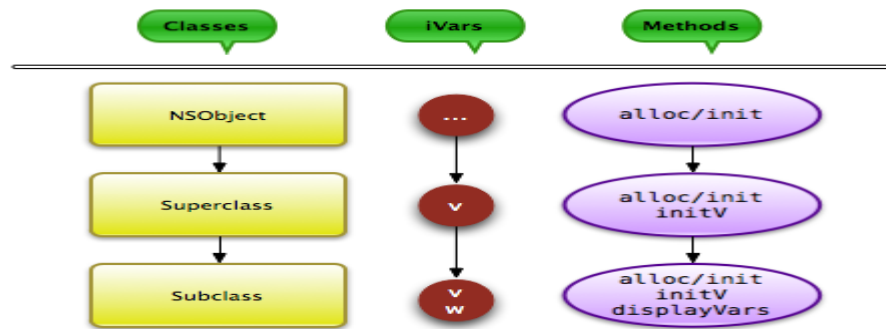 Classes
iVars
Methods
NSObject
...
alloc/init
Superclass
v
alloc/init
initV
Subclass
v
w
alloc/init
initV
displayVars